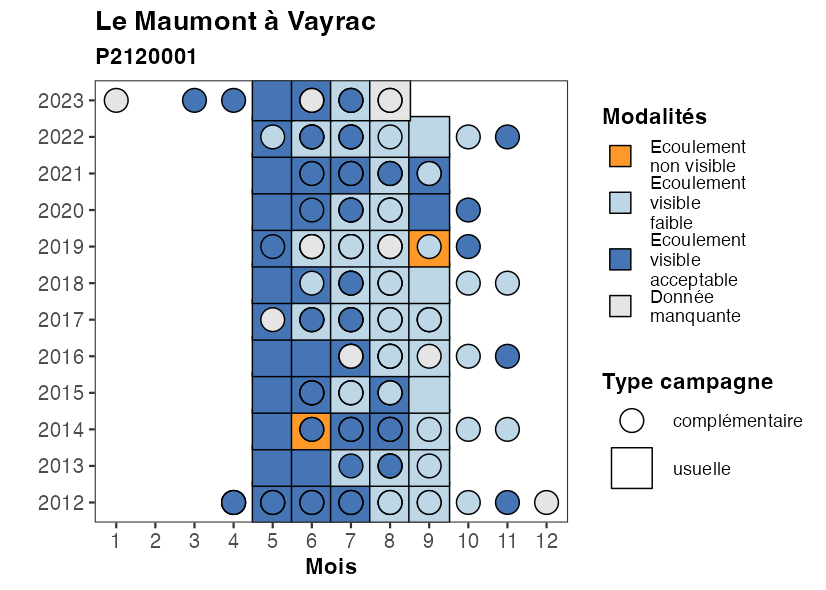 Le Maumont à Vayrac
P2120001
2023
2022
2021
2020
2019
2018
2017
2016
2015
2014
2013
2012
1 2 3 4 5 6 7 8 9 10 11 12
Mois
Modalités
Ecoulement
non visible
Ecoulement
visible
faible
Ecoulement
visible
acceptable
Donnée
manquante
Type campagne
complémentaire
usuelle